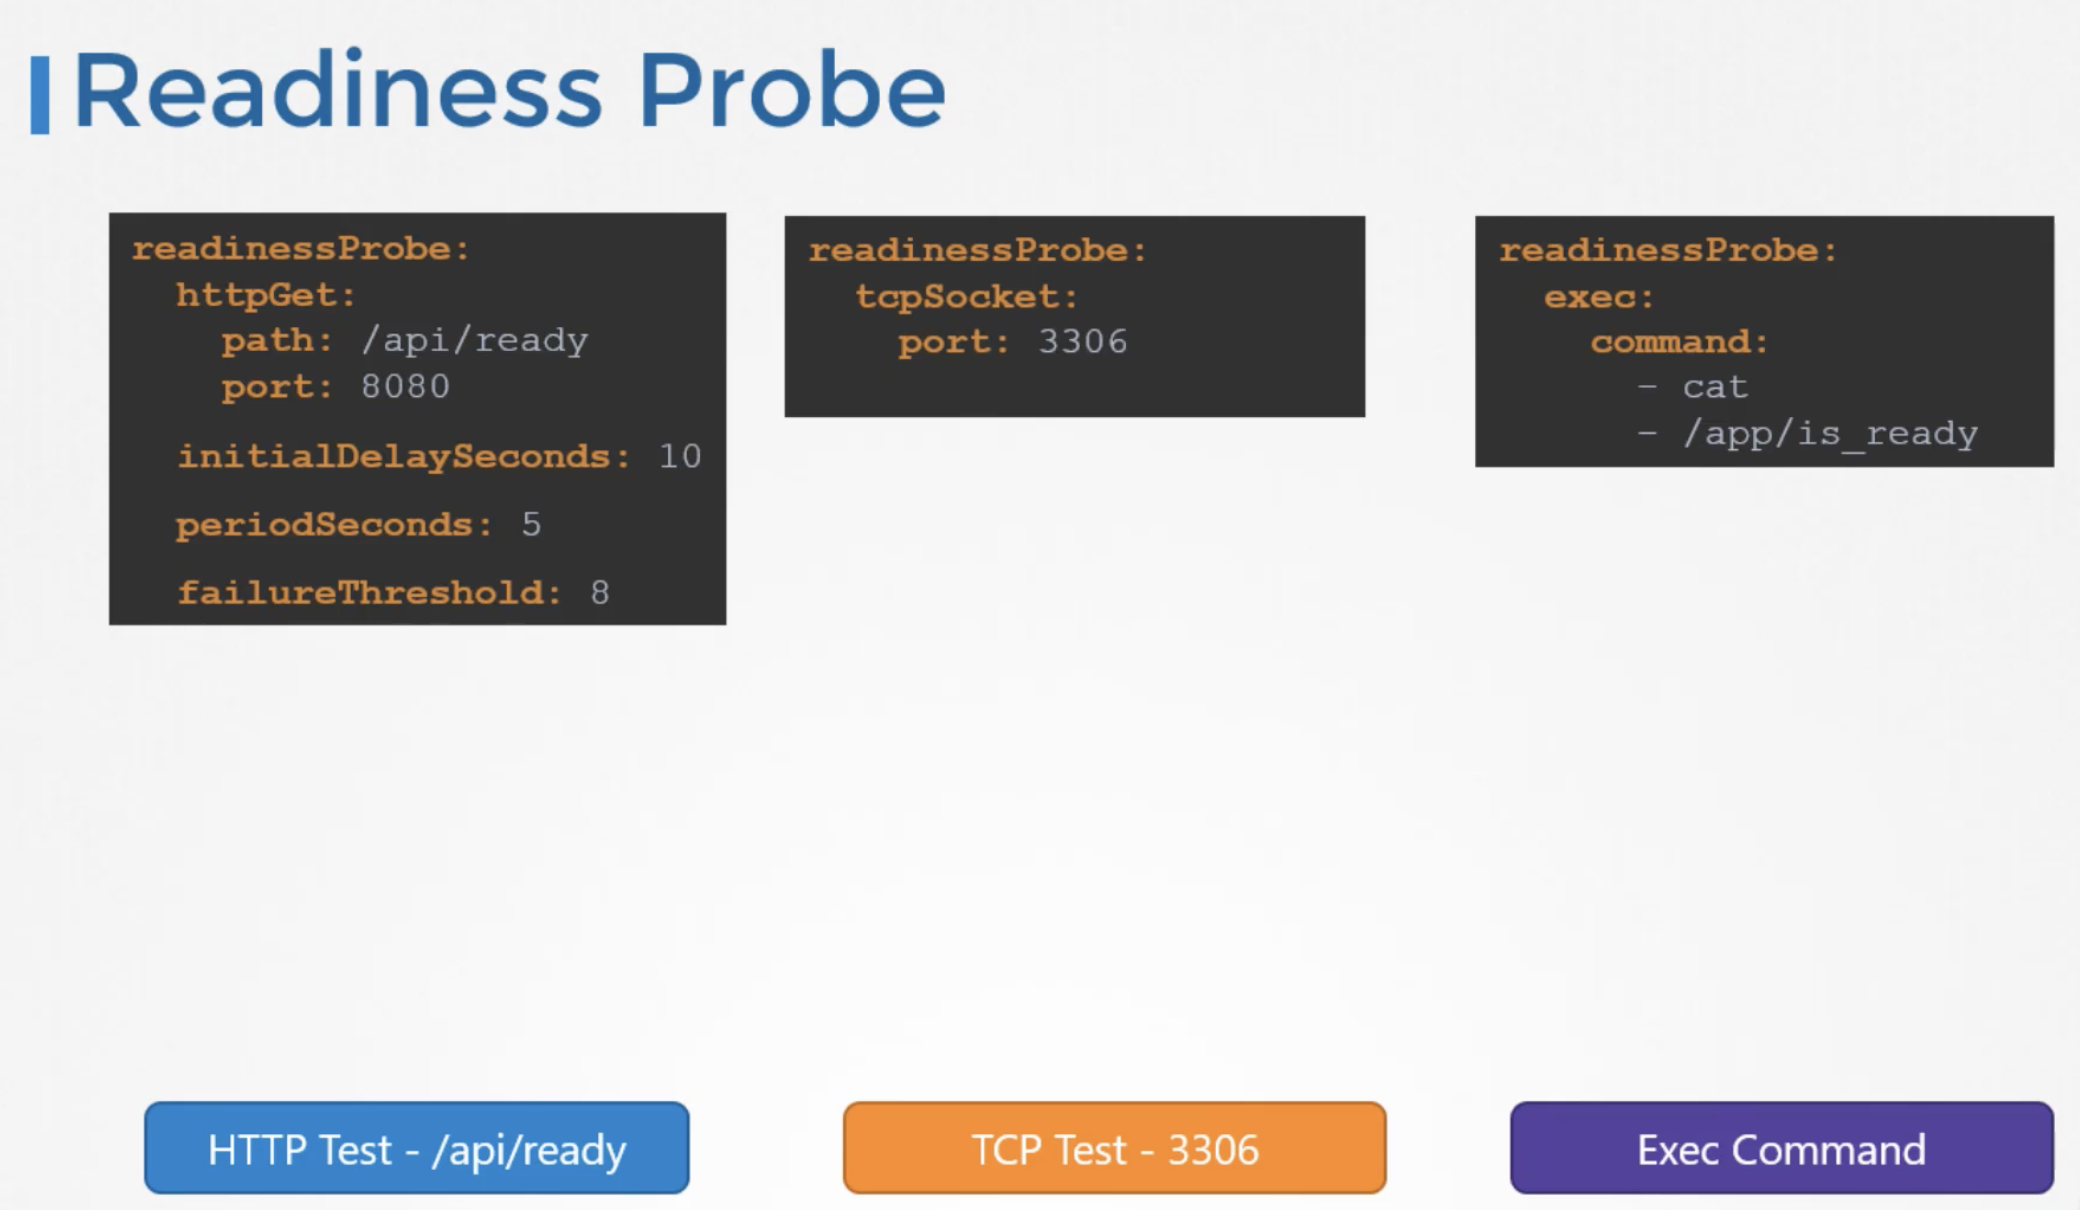 Readiness Probe
readinessProbe:
  httpGet:
    path: /api/ready
    port: 8080
  initialDelaySeconds: 10
  periodSeconds: 5
  failureThreshold: 8
readinessProbe:
  tcpSocket:
    port: 3306
readinessProbe:
  exec:
    command:
      - cat
      - /app/is_ready
HTTP Test - /api/ready
TCP Test - 3306
Exec Command